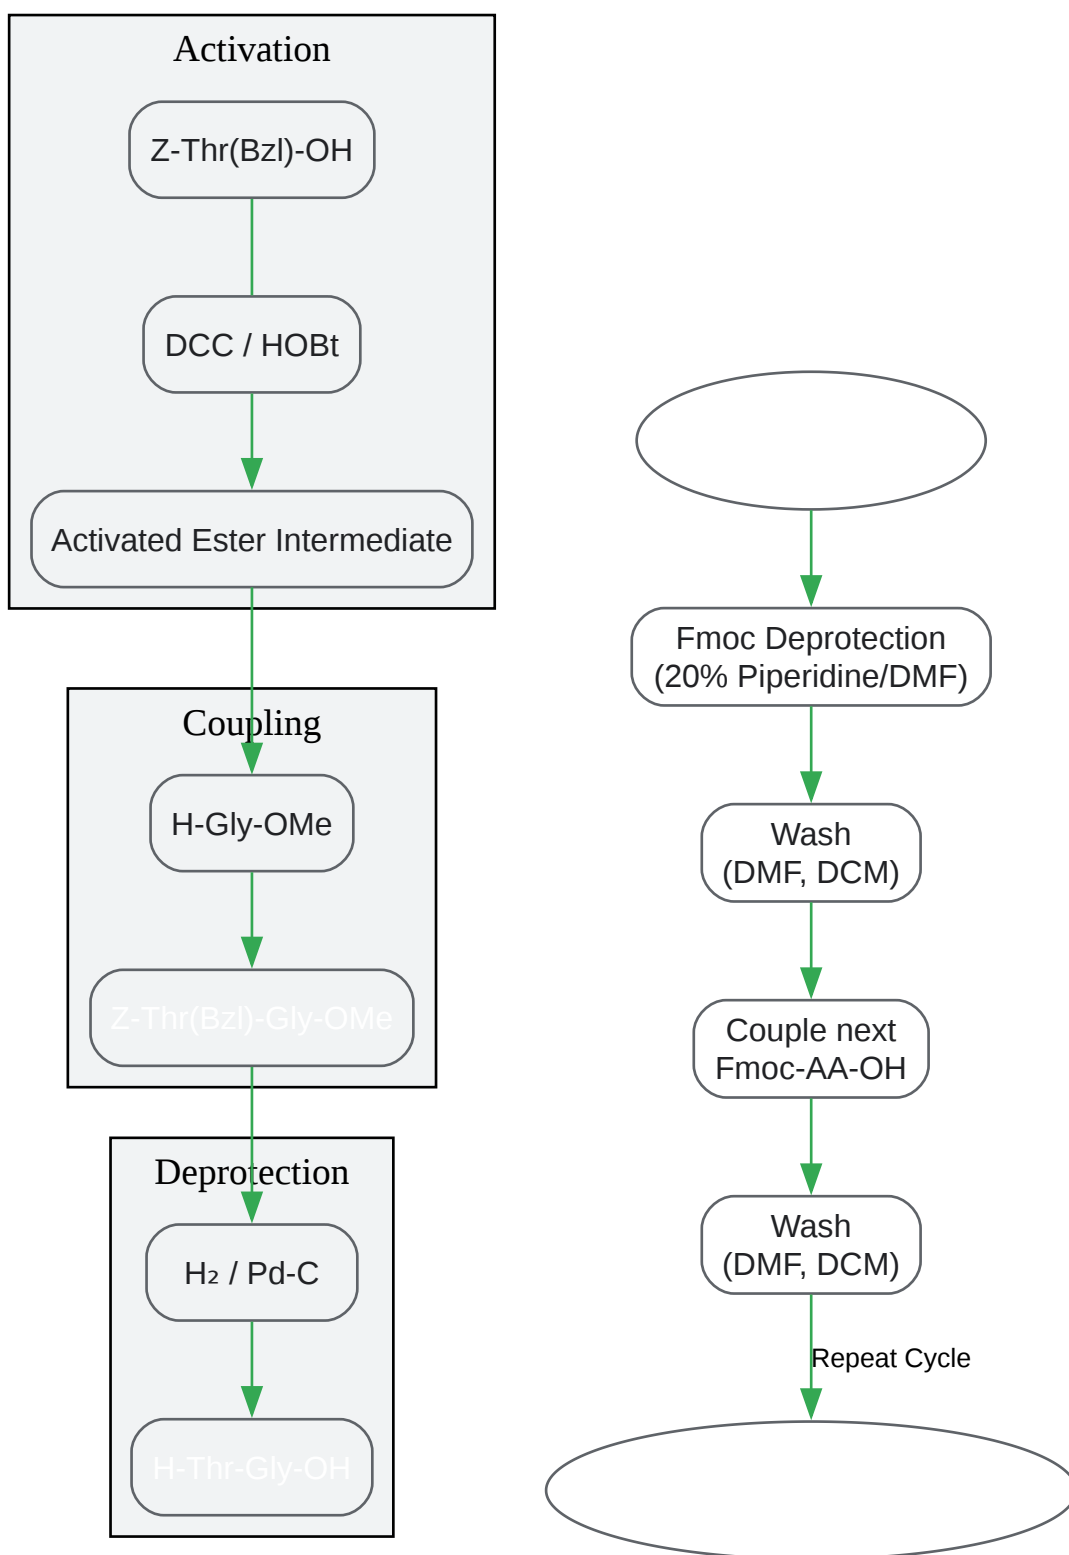 Activation
Z-Thr(Bzl)-OH
DCC / HOBt
Activated Ester Intermediate
Coupling
H-Gly-OMe
Z-Thr(Bzl)-Gly-OMe
Deprotection
H₂ / Pd-C
H-Thr-Gly-OH
Fmoc Deprotection
(20% Piperidine/DMF)
Wash
(DMF, DCM)
Couple next
Fmoc-AA-OH
Wash
(DMF, DCM)
Repeat Cycle